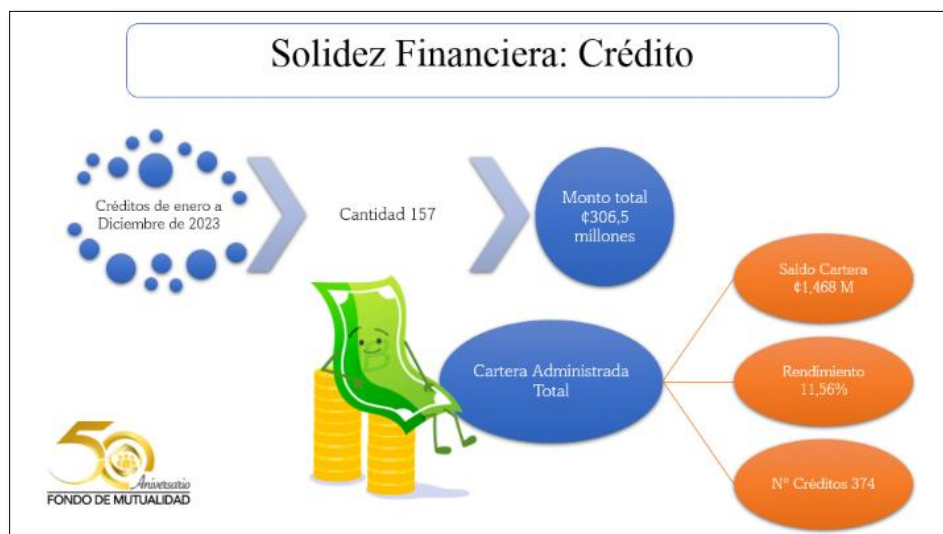 Solidez Financiera: Crédito
Créditos de enero a
Diciembre de 2023
Cantidad 157
Monto total
₡306,5
millones
Cartera Administrada
Total
Saldo Cartera
₡1,468 M
Rendimiento
11,56%
N° Créditos 374
50
Aniversario
FONDO DE MUTUALIDAD